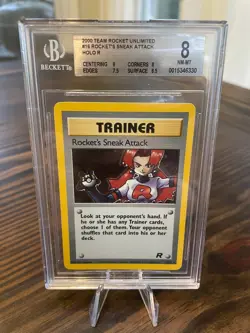 2000 TEAM ROCKET UNLIMITED
#16 ROCKET'S SNEAK ATTACK
HOLO R
8
NM-MT
CENTERING 9
8
EDGES 7.5
SURFACE 8.5
0015346330
BECKETT
TRAINER
Rocket's Sneak Attack
R
Look at your opponent's hand. If
he or she has any Trainer cards,
choose 1 of them. Your opponent
shuffles that card into his or her
deck.
R